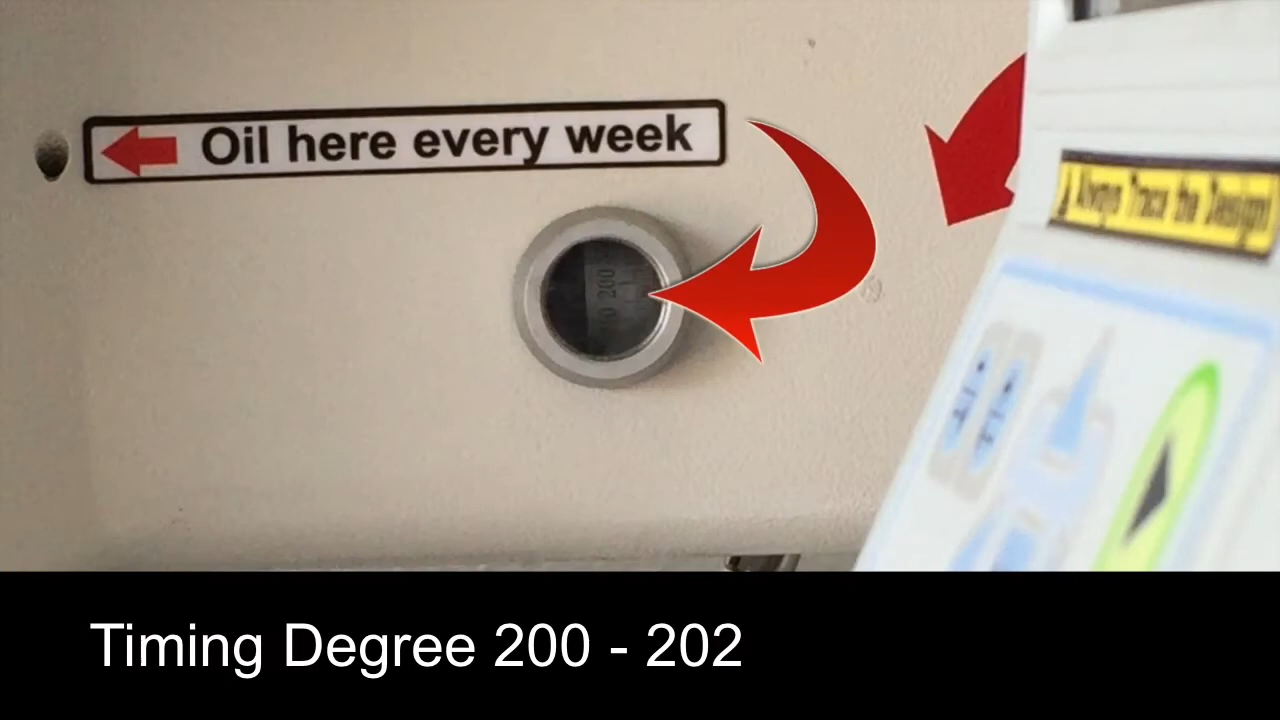 Oil here every week
Always Trace the Design!
200
Timing Degree 200 - 202